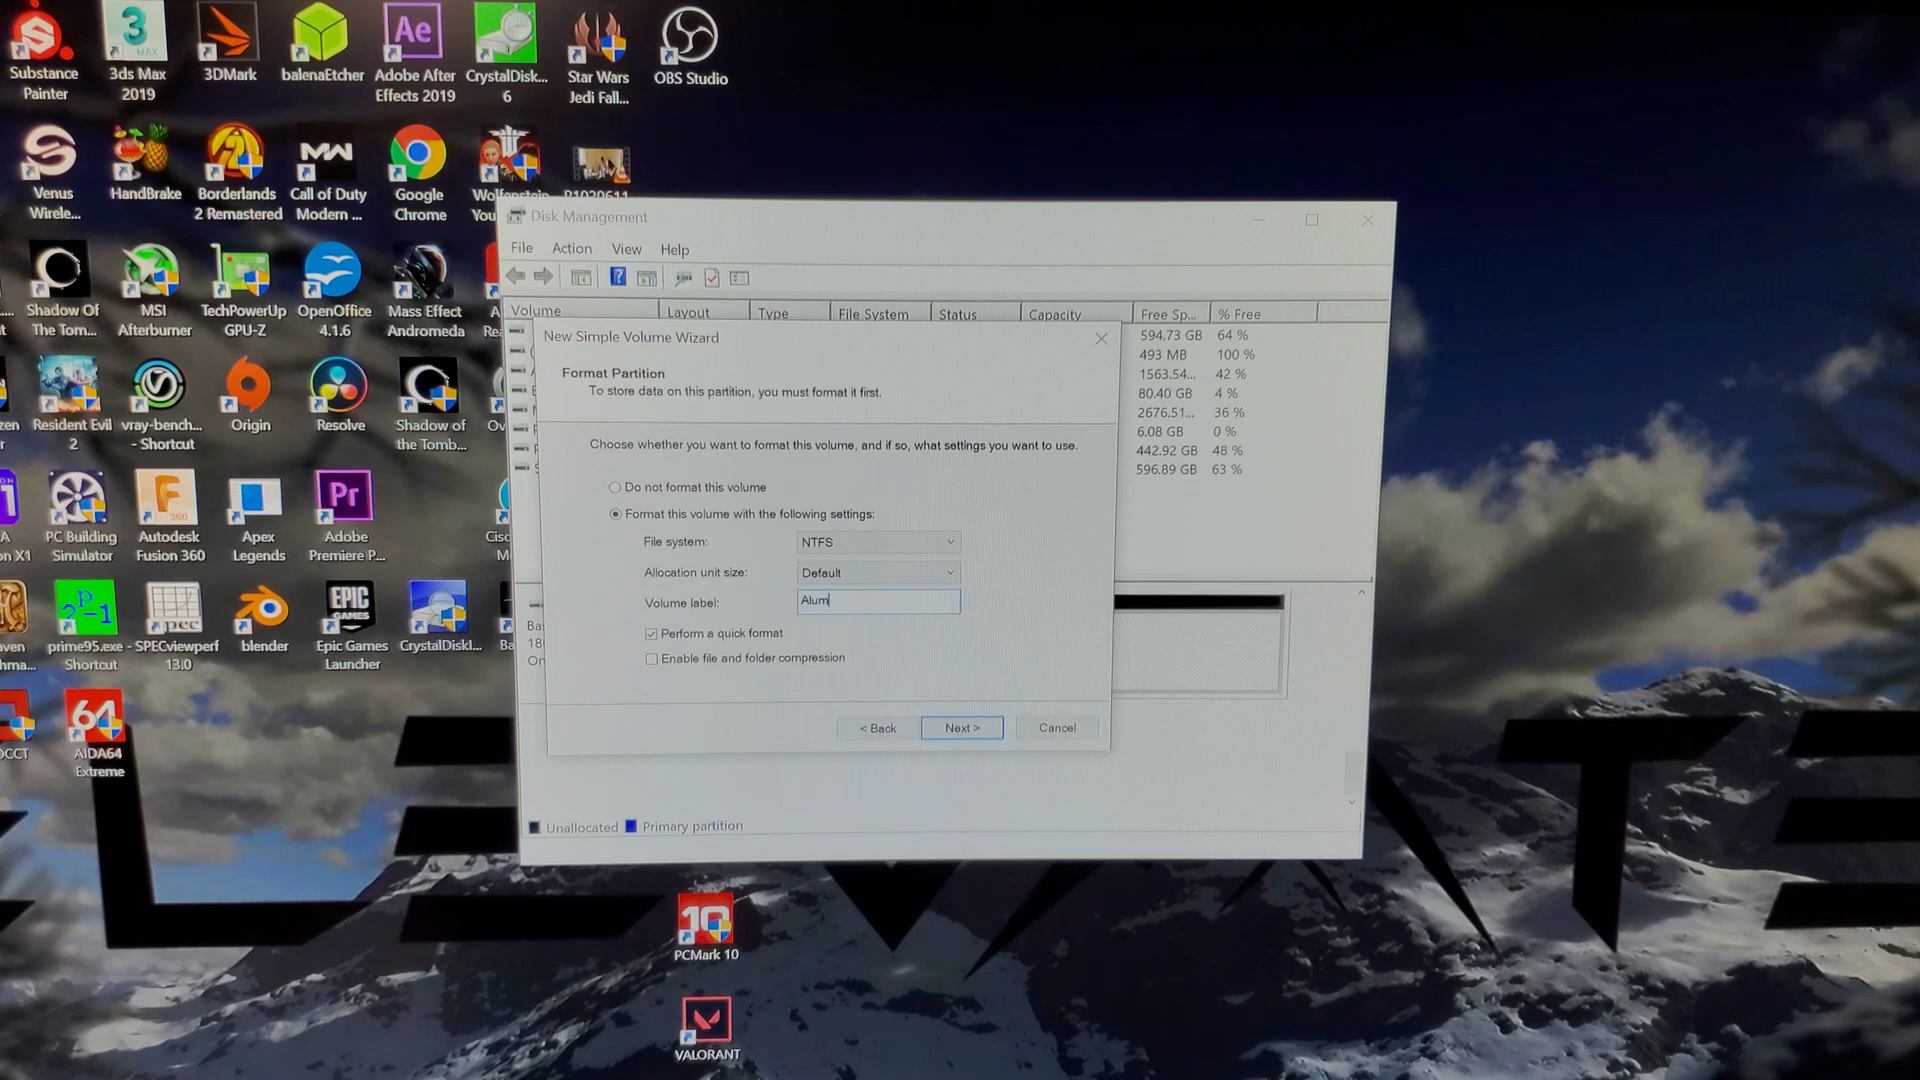 Substance
Painter
3ds Max
2019
3DMark
balenaEtcher
Adobe After
Effects 2019
CrystalDisk...
6
Star Wars
Jedi Fall...
OBS Studio
Venus
Wirele...
HandBrake
Borderlands
2 Remastered
Call of Duty
Modern ...
Google
Chrome
Wolfenstein
You
Shadow Of
The Tom...
MSI
Afterburner
TechPowerUp
GPU-Z
OpenOffice
4.1.6
Mass Effect
Andromeda
Resident Evil
2
vray-bench...
- Shortcut
Origin
Resolve
Shadow of
the Tomb...
PC Building
Simulator
Autodesk
Fusion 360
Apex
Legends
Adobe
Premiere P...
prime95.exe -
Shortcut
SPECviewperf
13.0
blender
Epic Games
Launcher
CrystalDiskI...
OCCT
AIDA64
Extreme
PCMark 10
VALORANT
Disk Management
File Action View Help
Volume Layout Type File System Status Capacity Free Sp... % Free
594.73 GB 64 %
493 MB 100 %
1563.54... 42 %
80.40 GB 4 %
2676.51... 36 %
6.08 GB 0 %
442.92 GB 48 %
596.89 GB 63 %
New Simple Volume Wizard
Format Partition
To store data on this partition, you must format it first.
Choose whether you want to format this volume, and if so, what settings you want to use.
Do not format this volume
Format this volume with the following settings:
File system: NTFS
Allocation unit size: Default
Volume label: Alum
Perform a quick format
Enable file and folder compression
< Back Next > Cancel
Unallocated Primary partition